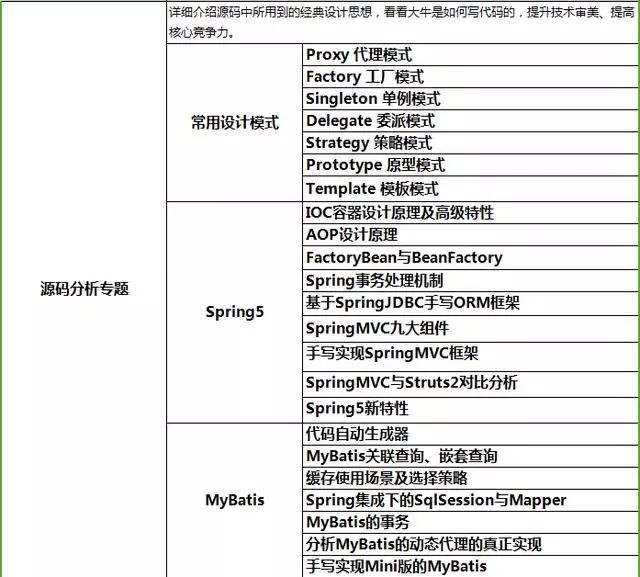 详细介绍源码中所用到的经典设计思想，看看大牛是如何写代码的，提升技术审美、提高
核心竞争力。
源码分析专题
常用设计模式
Proxy 代理模式
Factory 工厂模式
Singleton 单例模式
Delegate 委派模式
Strategy 策略模式
Prototype 原型模式
Template 模板模式
Spring5
IOC容器设计原理及高级特性
AOP设计原理
FactoryBean与BeanFactory
Spring事务处理机制
基于SpringJDBC手写ORM框架
SpringMVC九大组件
手写实现SpringMVC框架
SpringMVC与Struts2对比分析
Spring5新特性
MyBatis
代码自动生成器
MyBatis关联查询、嵌套查询
缓存使用场景及选择策略
Spring集成下的SqlSession与Mapper
MyBatis的事务
分析MyBatis的动态代理的真正实现
手写实现Mini版的MyBatis